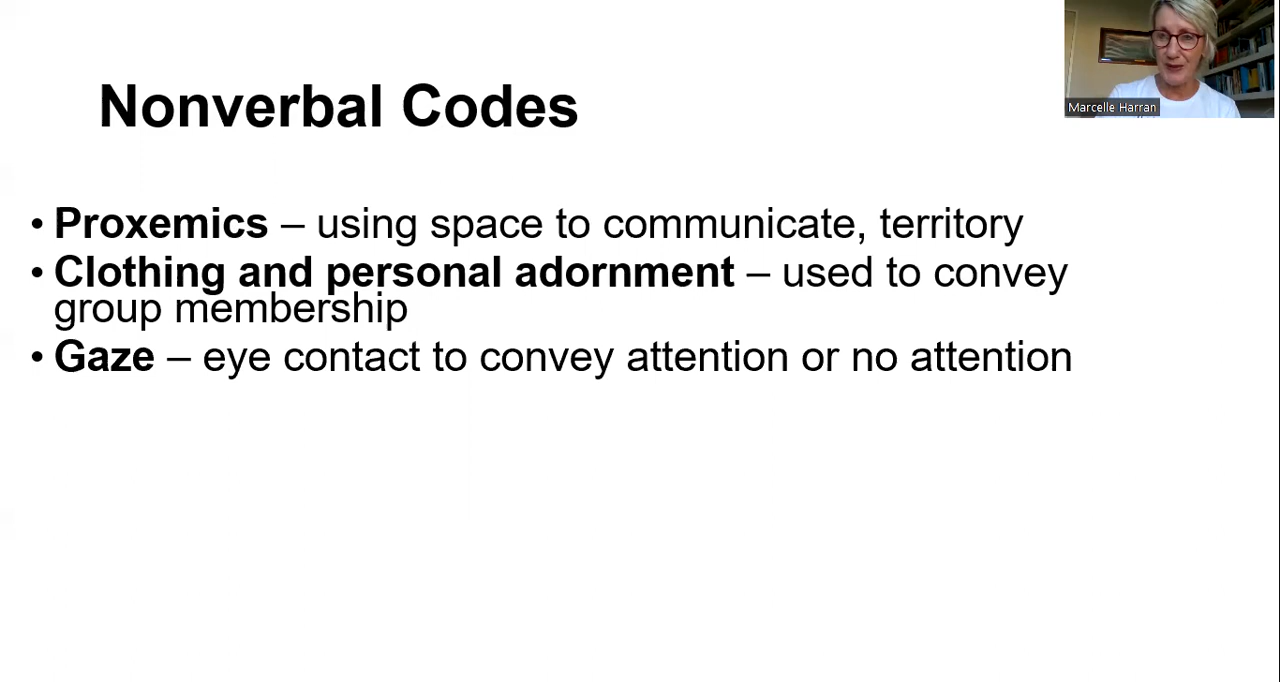 Marcelle Harran
Nonverbal Codes
• Proxemics – using space to communicate, territory
• Clothing and personal adornment – used to convey
group membership
• Gaze – eye contact to convey attention or no attention